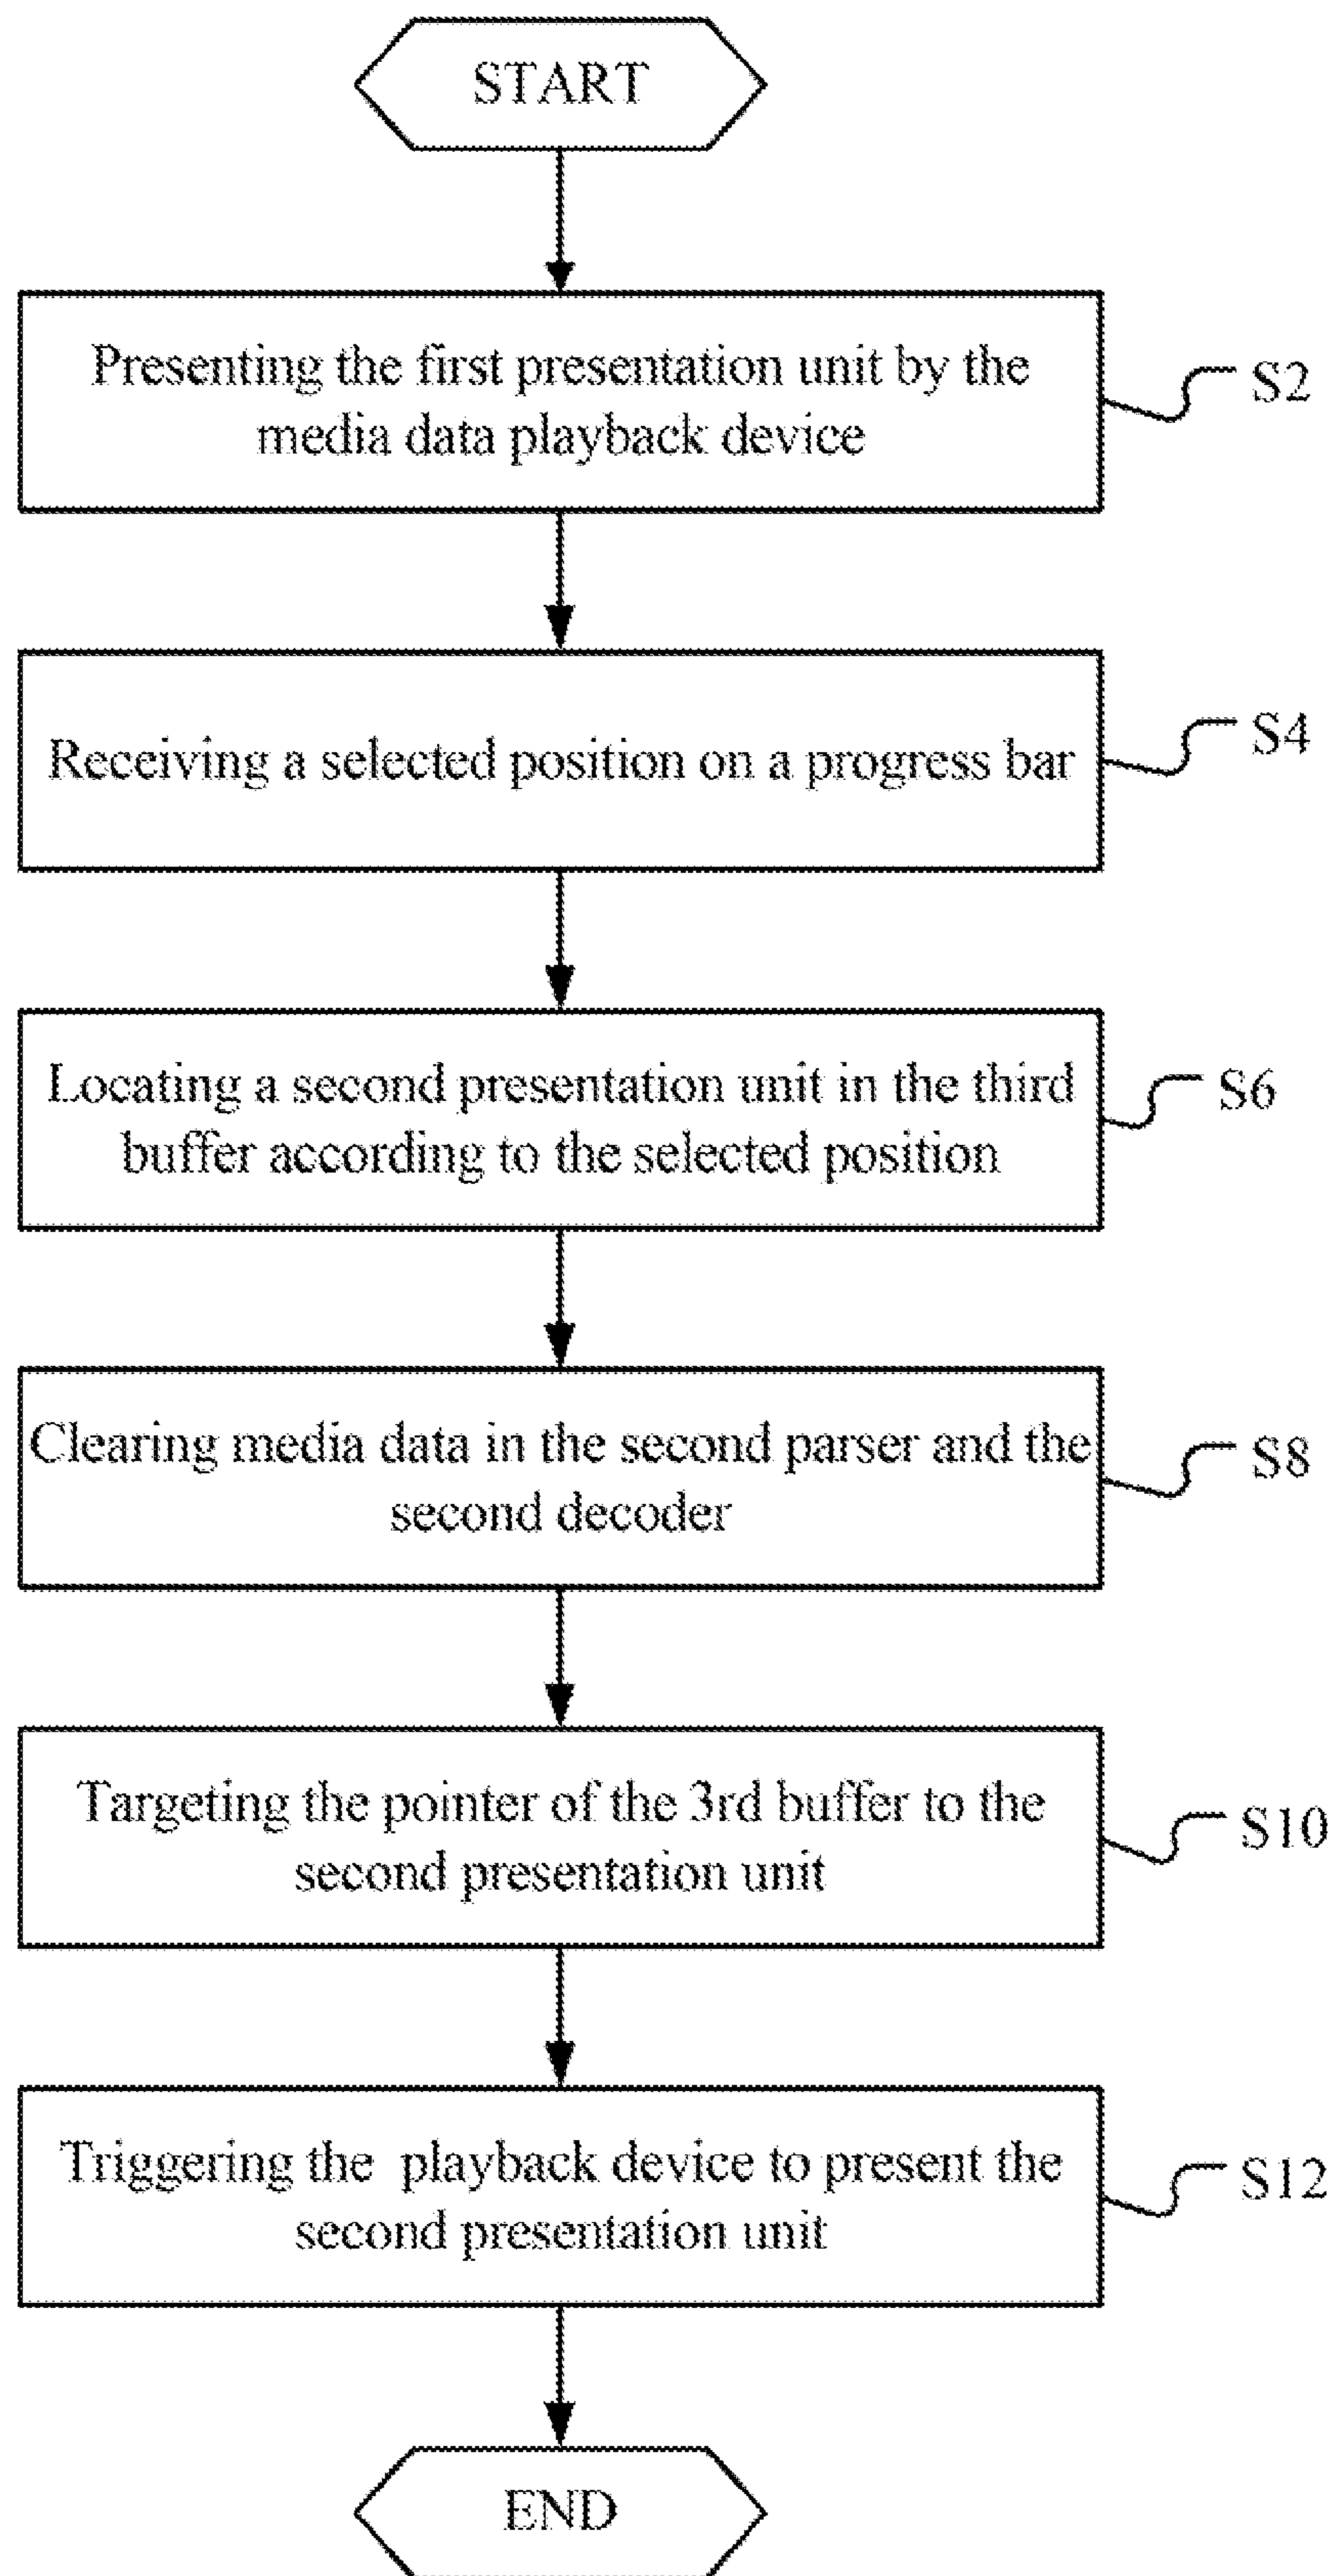 START
Presenting the first presentation unit by the
media data playback device
S2
Receiving a selected position on a progress bar
S4
Locating a second presentation unit in the third
buffer according to the selected position
S6
Clearing media data in the second parser and the
second decoder
S8
Targeting the pointer of the 3rd buffer to the
second presentation unit
S10
Triggering the playback device to present the
second presentation unit
S12
END